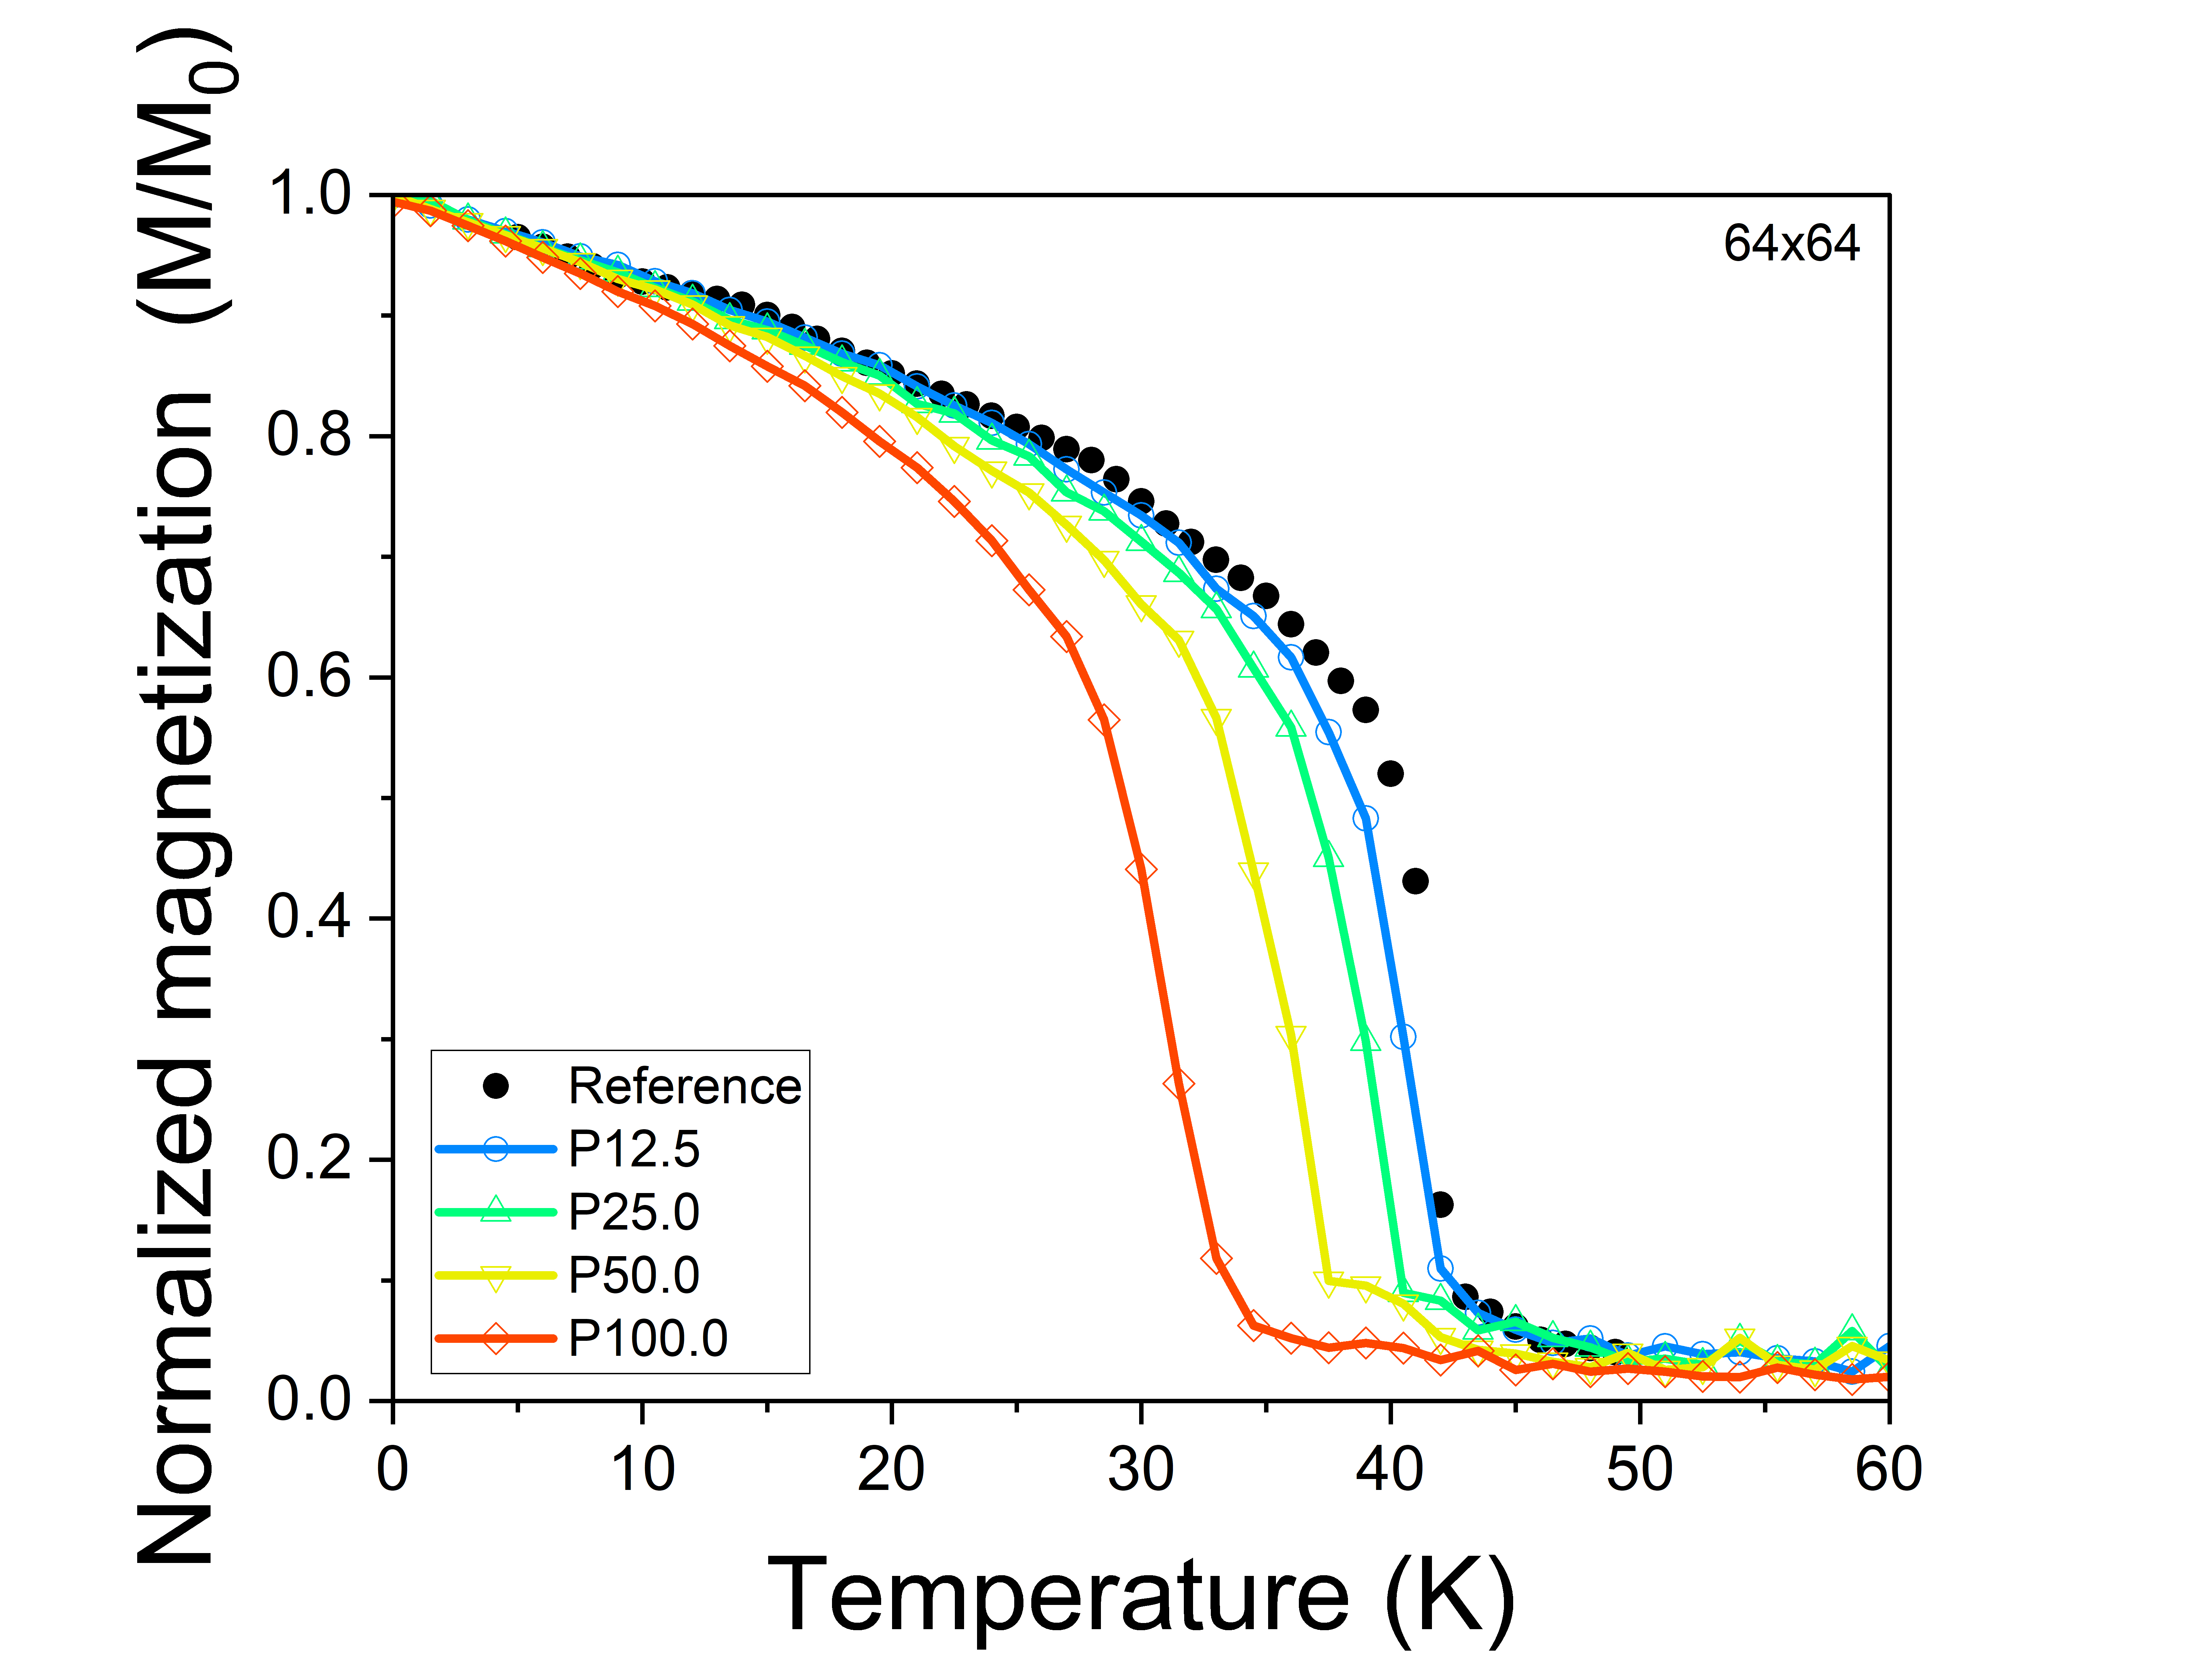 Normalized magnetization (M/M0)
1.0
0.8
0.6
0.4
0.2
0.0
64x64
Reference
P12.5
P25.0
P50.0
P100.0
0 10 20 30 40 50 60
Temperature (K)